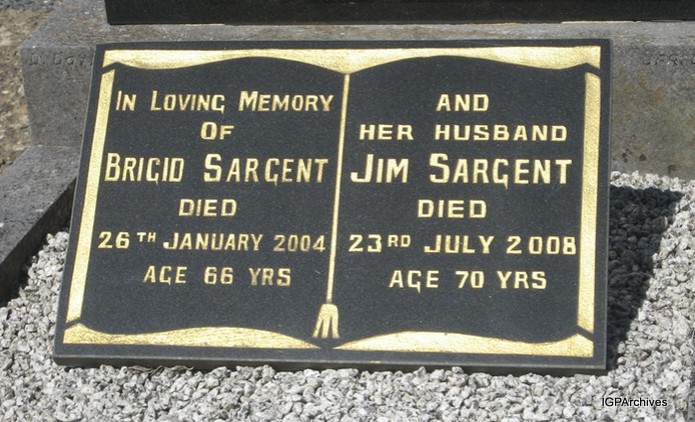 IN LOVING MEMORY
OF
BRIGID SARGENT
DIED
26TH JANUARY 2004
AGE 66 YRS
AND
HER HUSBAND
JIM SARGENT
DIED
23RD JULY 2008
AGE 70 YRS
IGPArchives